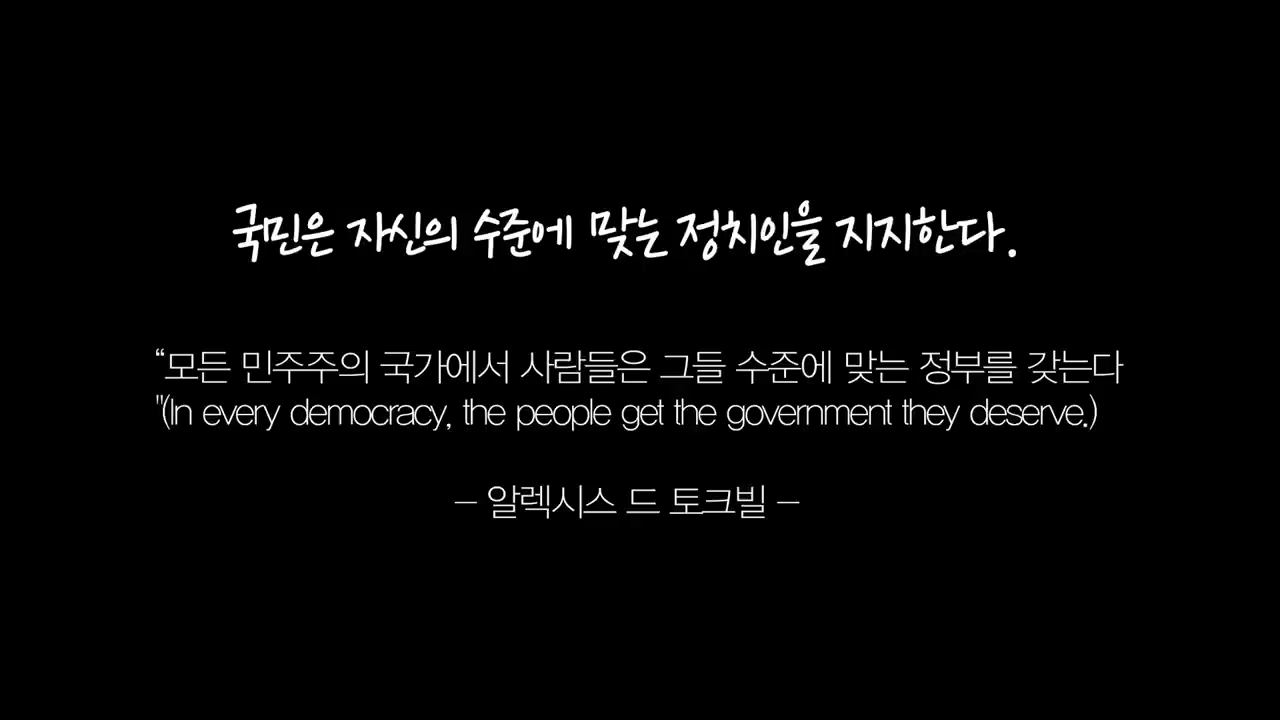 국민은 자신의 수준에 맞는 정치인을 지지한다.
“모든 민주주의 국가에서 사람들은 그들 수준에 맞는 정부를 갖는다
"(In every democracy, the people get the government they deserve.)
– 알렉시스 드 토크빌 –